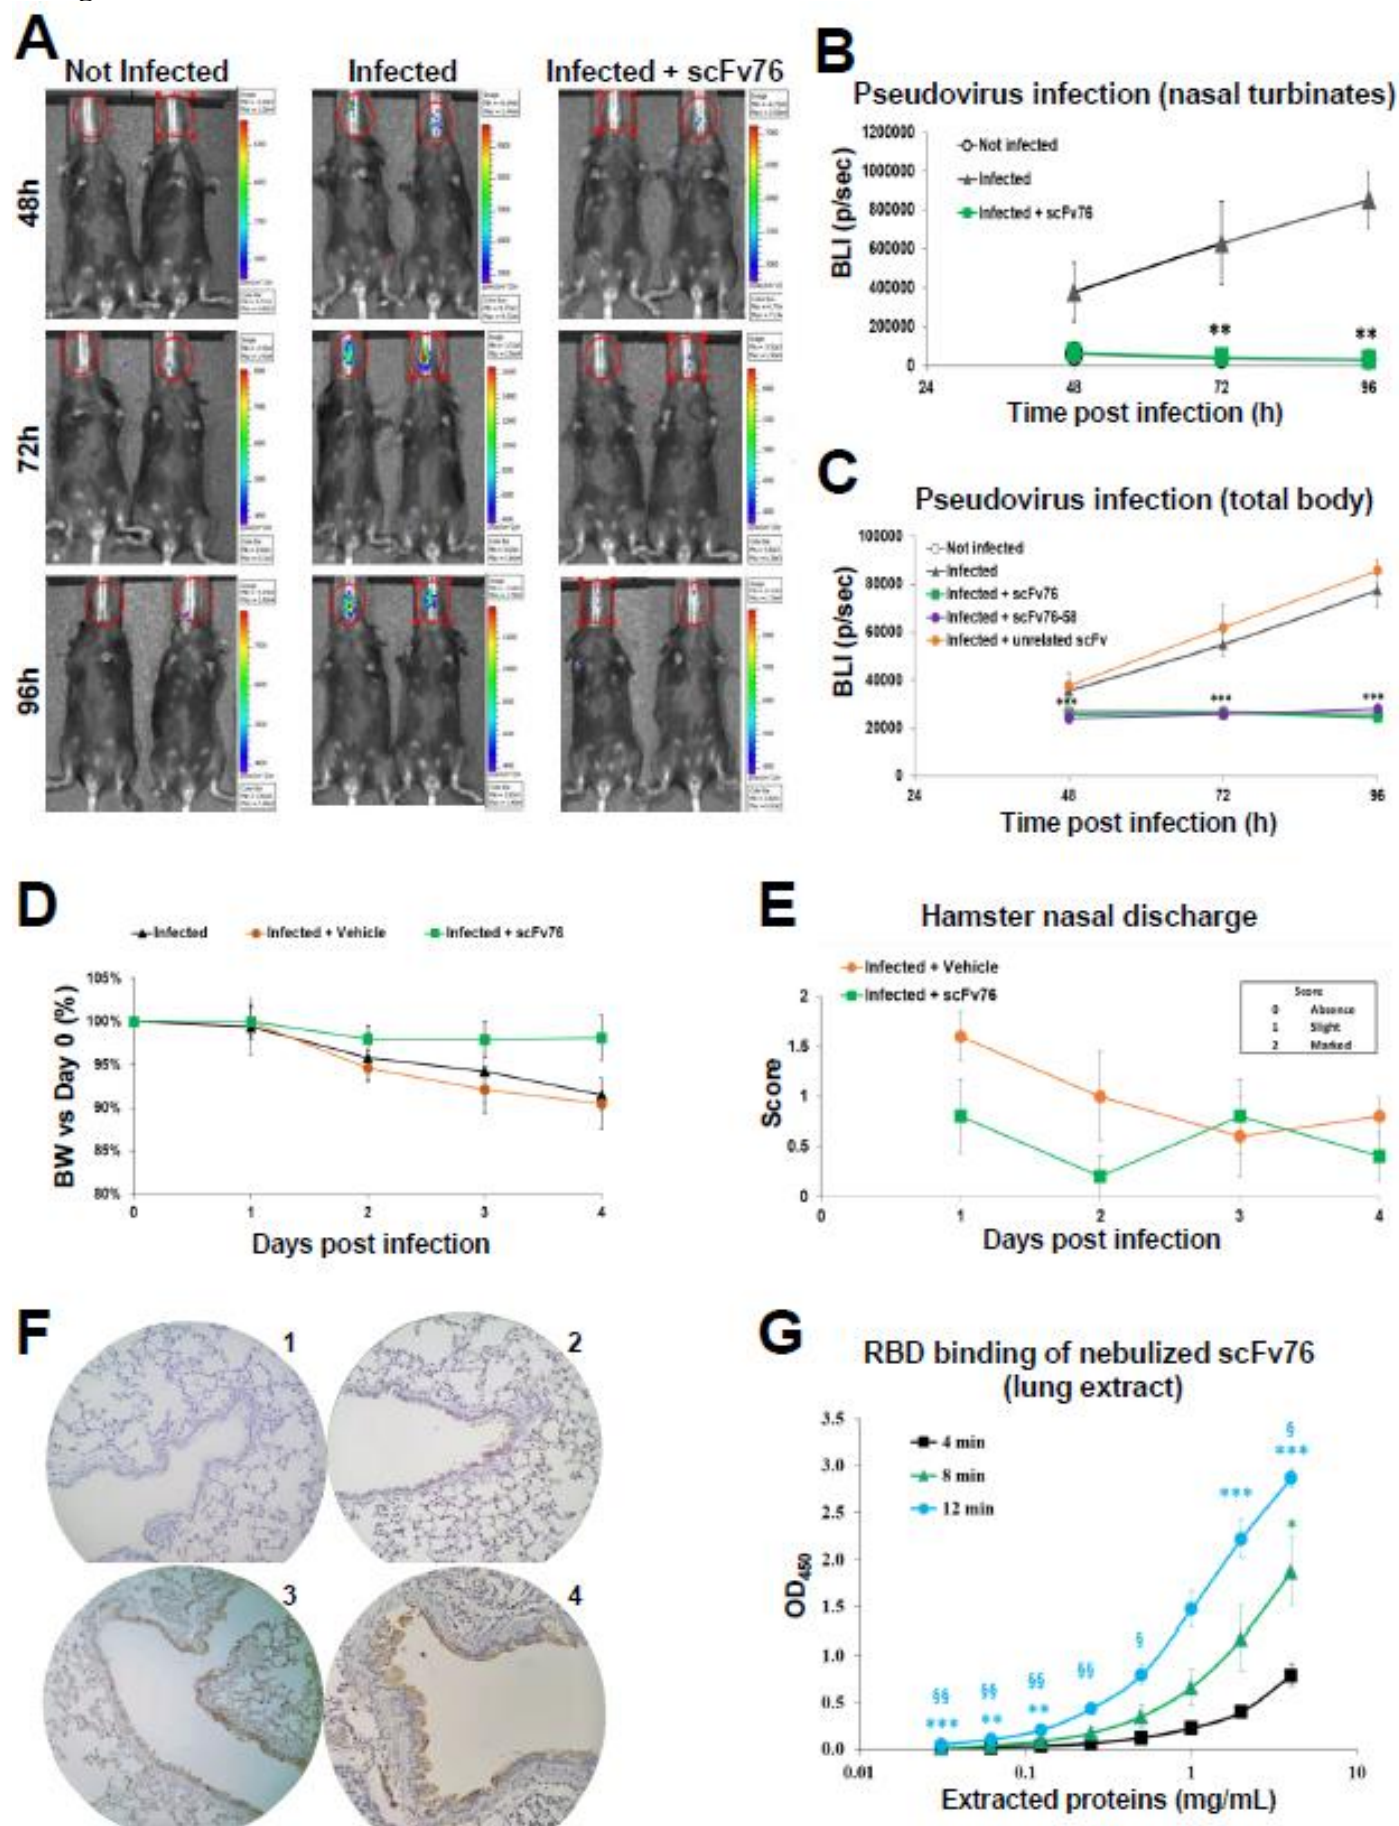 A
Not Infected
Infected
Infected + scFv76
48h
72h
96h
B
Pseudovirus infection (nasal turbinates)
BLI (p/sec)
1200000
1000000
800000
600000
400000
200000
0
Not infected
Infected
Infected + scFv76
**
**
24
48
72
96
Time post infection (h)
C
Pseudovirus infection (total body)
BLI (p/sec)
100000
80000
60000
40000
20000
0
Not infected
Infected
Infected + scFv76
Infected + scFv76-58
Infected + unrelated scFv
***
***
***
24
48
72
96
Time post infection (h)
D
Infected
Infected + Vehicle
Infected + scFv76
BW vs Day 0 (%)
105%
100%
95%
90%
85%
80%
0
1
2
3
4
Days post infection
E
Hamster nasal discharge
Infected + Vehicle
Infected + scFv76
Score
0 Absence
1 Slight
2 Marked
Score
2
1.5
1
0.5
0
0
1
2
3
4
Days post infection
F
1
2
3
4
G
RBD binding of nebulized scFv76
(lung extract)
OD450
3.5
3.0
2.5
2.0
1.5
1.0
0.5
0.0
4 min
8 min
12 min
§
***
***
*
§
§§
§§
§§
§§
**
**
***
0.01
0.1
1
10
Extracted proteins (mg/mL)